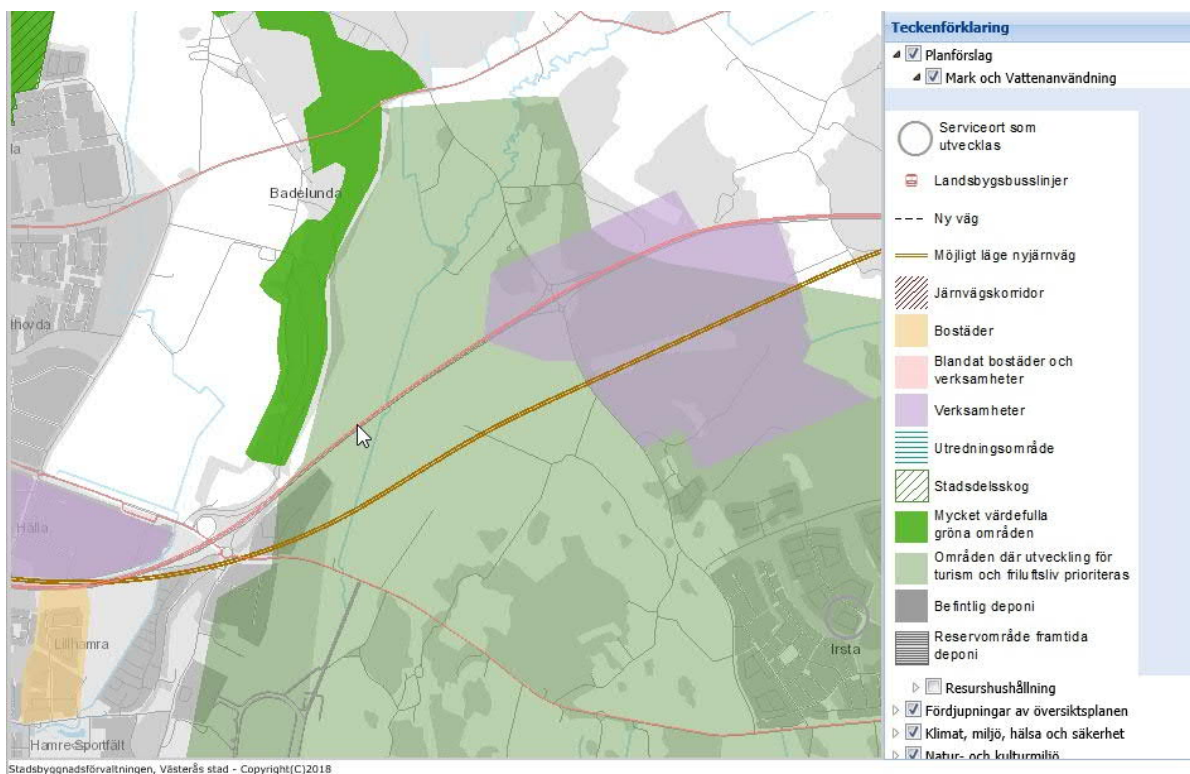 la
Badelunda
thovda
Hälla
Lillhamra
Irsta
Hamre Sportfält
Stadsbyggnadsförvaltningen, Västerås stad - Copyright(C)2018
Teckenförklaring
Planförslag
Mark och Vattenanvändning
Serviceort som
utvecklas
Landsbygsbusslinjer
Ny väg
Möjligt läge nyjärnväg
Järnvägskorridor
Bostäder
Blandat bostäder och
verksamheter
Verksamheter
Utredningsområde
Stadsdelsskog
Mycket värdefulla
gröna områden
Områden där utveckling för
turism och friluftsliv prioriteras
Befintlig deponi
Reservområde framtida
deponi
Resurshushållning
Fördjupningar av översiktsplanen
Klimat, miljö, hälsa och säkerhet
Natur- och kulturmiljö